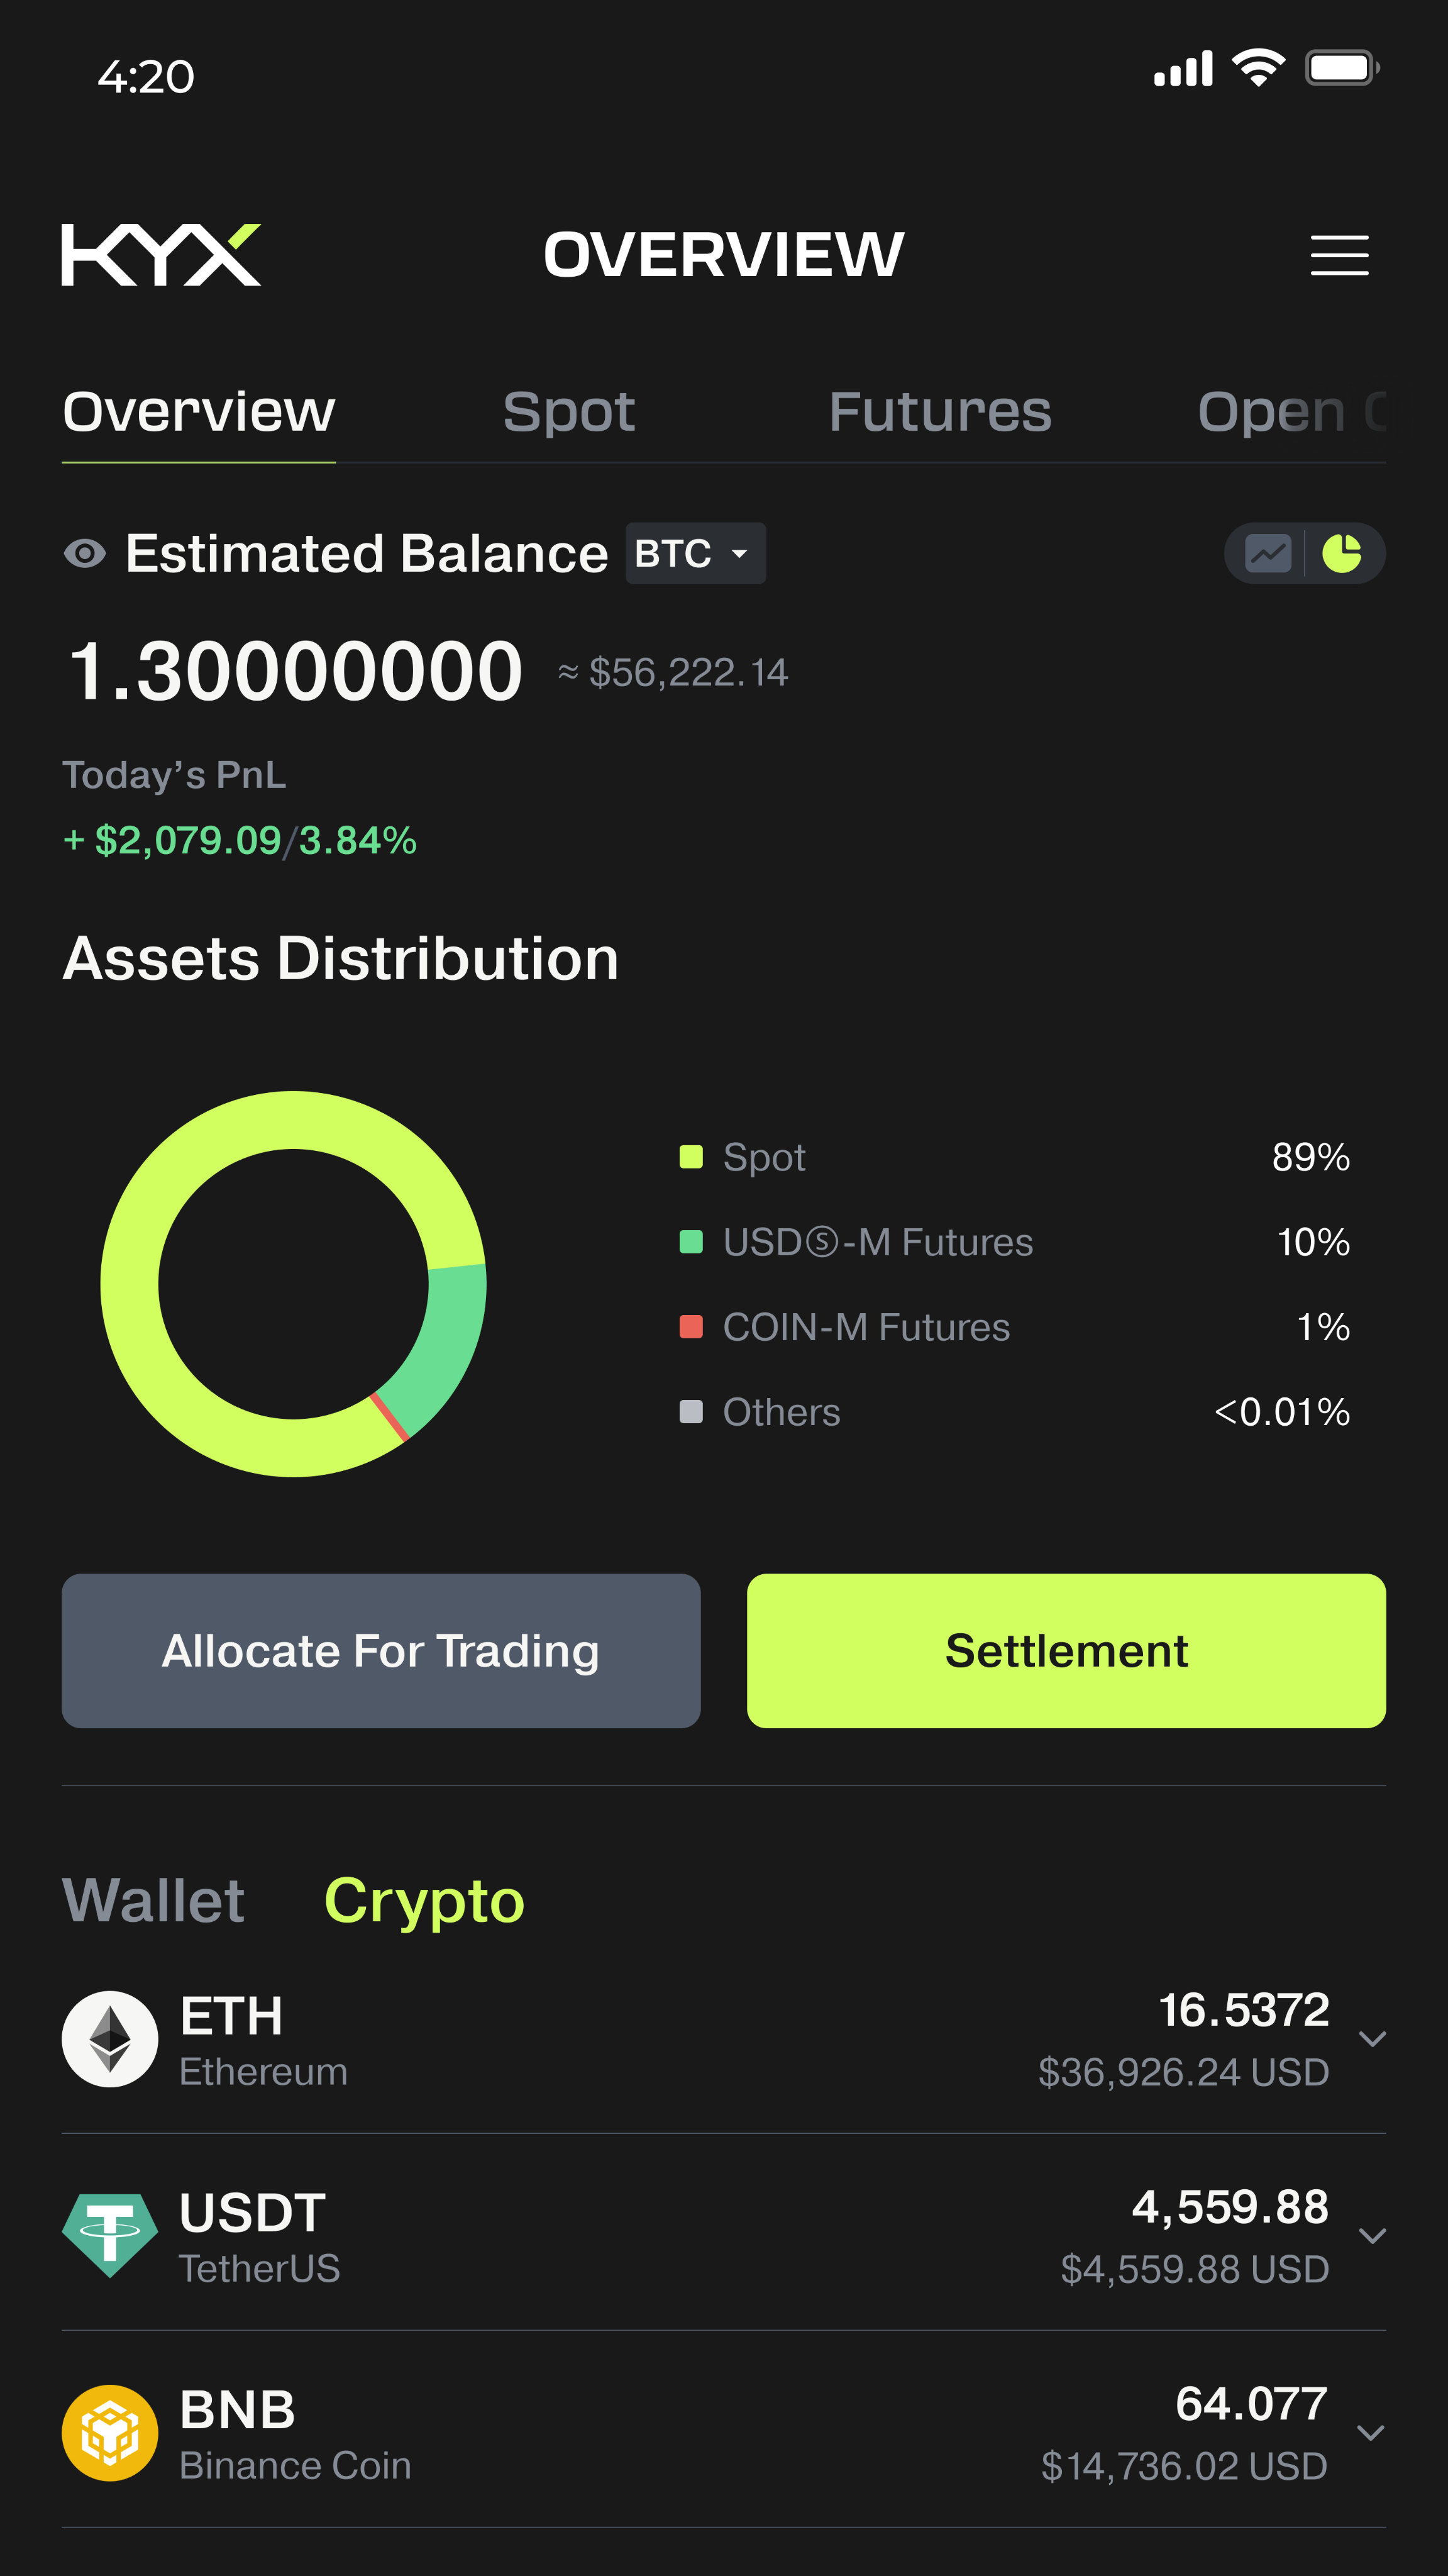 4:20
KYX
OVERVIEW
Overview Spot Futures Open
Estimated Balance BTC
1.30000000 ≈ $56,222.14
Today’s PnL
+ $2,079.09/3.84%
Assets Distribution
Spot 89%
USDⓈ-M Futures 10%
COIN-M Futures 1%
Others <0.01%
Allocate For Trading
Settlement
Wallet Crypto
ETH 16.5372
Ethereum $36,926.24 USD
USDT 4,559.88
TetherUS $4,559.88 USD
BNB 64.077
Binance Coin $14,736.02 USD